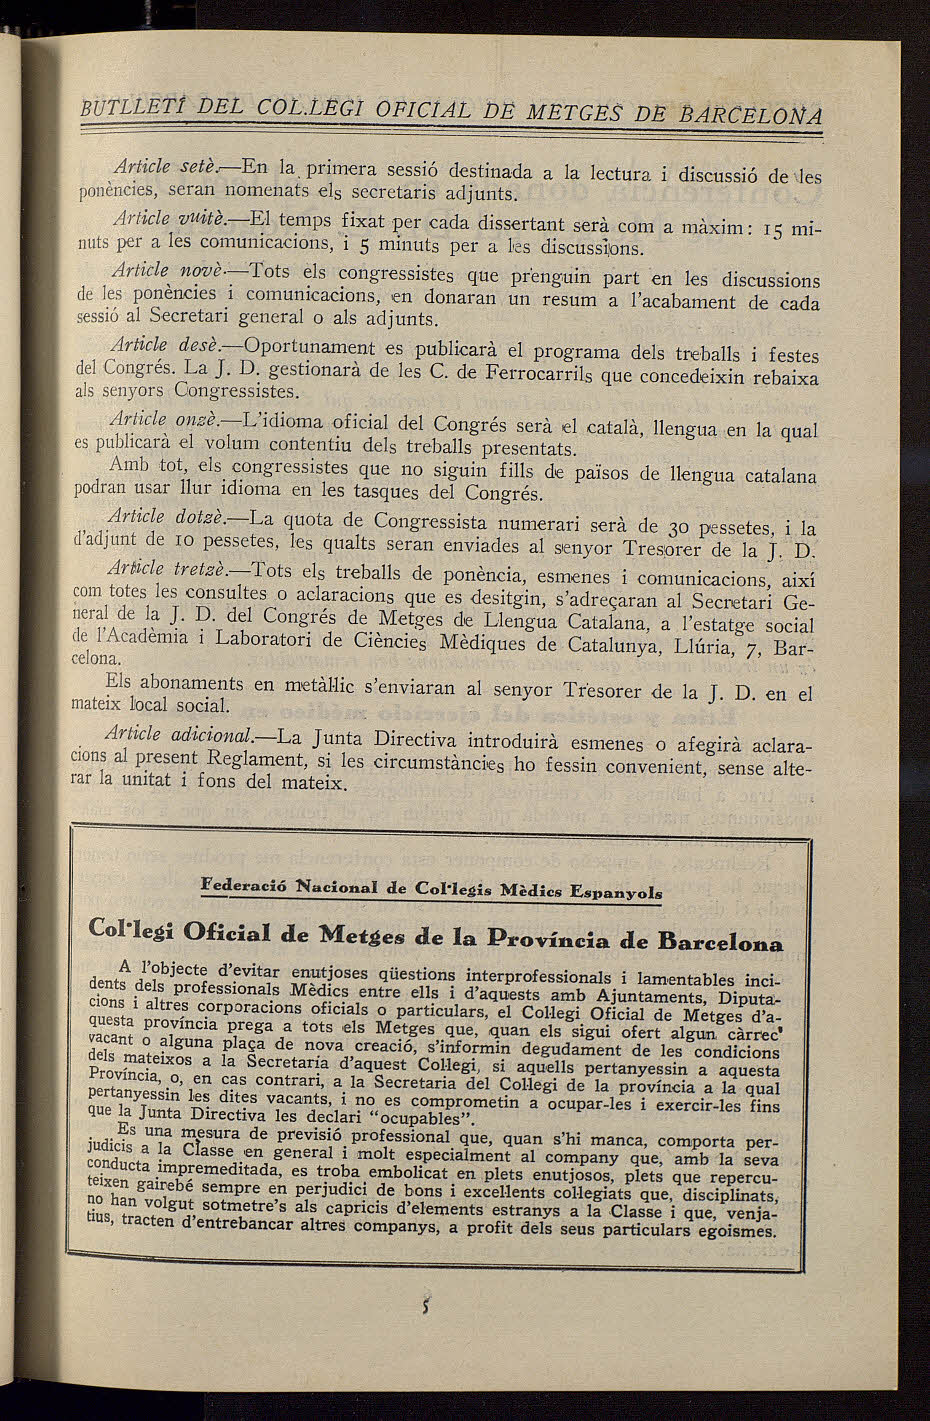 BUTLLETÍ DEL COL.LEGI OFICIAL DE METGES DE BARCELONA
Article setè.—En la primera sessió destinada a la lectura i discussió de les
ponències, seran nomenats els secretaris adjunts.
Article vuitè.—El temps fixat per cada dissertant serà com a màxim: 15 mi-
nuts per a les comunicacions, i 5 minuts per a les discussions.
Article novè.—Tots els congressistes que prenguin part en les discussions
de les ponències i comunicacions, en donaran un resum a l'acabament de cada
sessió al Secretari general o als adjunts.
Article desè.—Oportunament es publicarà el programa dels treballs i festes
del Congrés. La J. D. gestionarà de les C. de Ferrocarrils que concedeixin rebaixa
als senyors Congressistes.
Article onzè.—L'idioma oficial del Congrés serà el català, llengua en la qual
es publicarà el volum contentiu dels treballs presentats.
Amb tot, els congressistes que no siguin fills de països de llengua catalana
podran usar llur idioma en les tasques del Congrés.
Article dotzè.—La quota de Congressista numerari serà de 30 pessetes, i la
d'adjunt de 10 pessetes, les qualts seran enviades al senyor Tresorer de la J. D.
Article tretzè.—Tots els treballs de ponència, esmenes i comunicacions, així
com totes les consultes o aclaracions que es desitgin, s'adreçaran al Secretari Ge-
neral de la J. D. del Congrés de Metges de Llengua Catalana, a l'estatge social
de l'Acadèmia i Laboratori de Ciències Mèdiques de Catalunya, Llúria, 7, Bar-
celona.
Els abonaments en metàl·lic s'enviaran al senyor Tresorer de la J. D. en el
mateix local social.
Article adicional.—La Junta Directiva introduirà esmenes o afegirà aclara-
cions al present Reglament, si les circumstàncies ho fessin convenient, sense alte-
rar la unitat i fons del mateix.
Federació Nacional de Col·legis Mèdics Espanyols
Col·legi Oficial de Metges de la Província de Barcelona
A l'objecte d'evitar enutjoses qüestions interprofessionals i lamentables inci-
dents dels professionals Mèdics entre ells i d'aquests amb Ajuntaments, Diputa-
cions i altres corporacions oficials o particulars, el Col·legi Oficial de Metges d'a-
questa província prega a tots els Metges que, quan els sigui ofert algun càrrec
vacant o alguna plaça de nova creació, s'informin degudament de les condicions
dels mateixos a la Secretaría d'aquest Col·legi, si aquells pertanyessin a aquesta
Província, o, en cas contrari, a la Secretaria del Col·legi de la província a la qual
pertanyessin les dites vacants, i no es comprometin a ocupar-les i exercir-les fins
que la Junta Directiva les declari "ocupables".
Es una mesura de previsió professional que, quan s'hi manca, comporta per-
judicis a la Classe en general i molt especialment al company que, amb la seva
conducta impremeditada, es troba embolicat en plets enutjosos, plets que repercu-
teixen gairebé sempre en perjudici de bons i excel·lents col·legiats que, disciplinats,
no han volgut sotmetre's als capricis d'elements estranys a la Classe i que, venja-
tius, tracten d'entrebancar altres companys, a profit dels seus particulars egoismes.
5